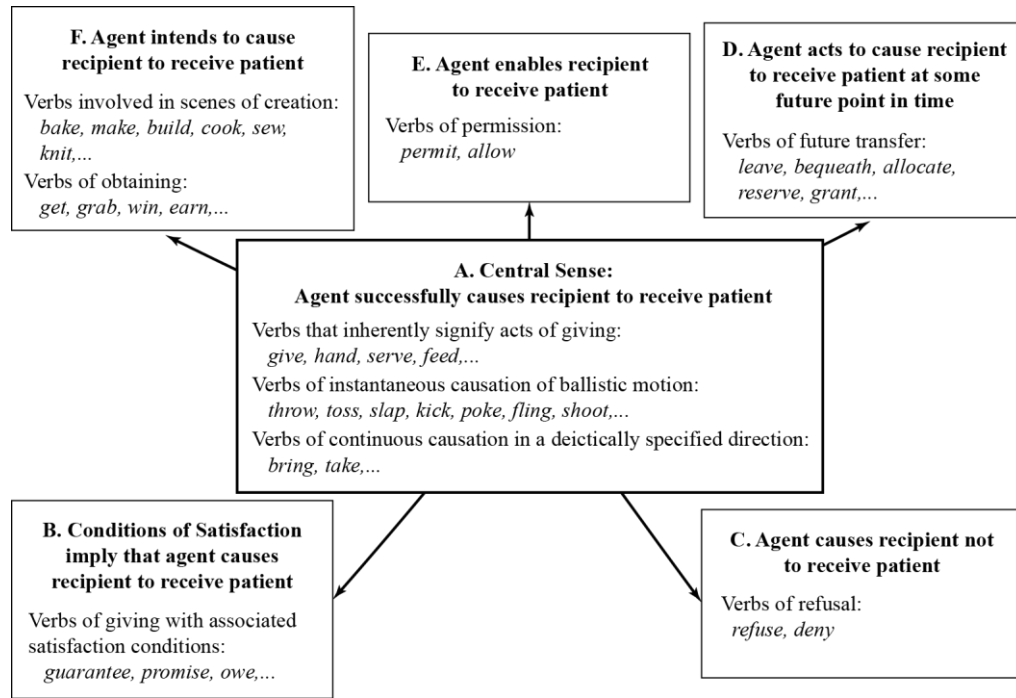 F. Agent intends to cause
recipient to receive patient
Verbs involved in scenes of creation:
bake, make, build, cook, sew,
knit,...
Verbs of obtaining:
get, grab, win, earn,...
E. Agent enables recipient
to receive patient
Verbs of permission:
permit, allow
D. Agent acts to cause recipient
to receive patient at some
future point in time
Verbs of future transfer:
leave, bequeath, allocate,
reserve, grant,...
A. Central Sense:
Agent successfully causes recipient to receive patient
Verbs that inherently signify acts of giving:
give, hand, serve, feed,...
Verbs of instantaneous causation of ballistic motion:
throw, toss, slap, kick, poke, fling, shoot,...
Verbs of continuous causation in a deictically specified direction:
bring, take,...
B. Conditions of Satisfaction
imply that agent causes
recipient to receive patient
Verbs of giving with associated
satisfaction conditions:
guarantee, promise, owe,...
C. Agent causes recipient not
to receive patient
Verbs of refusal:
refuse, deny